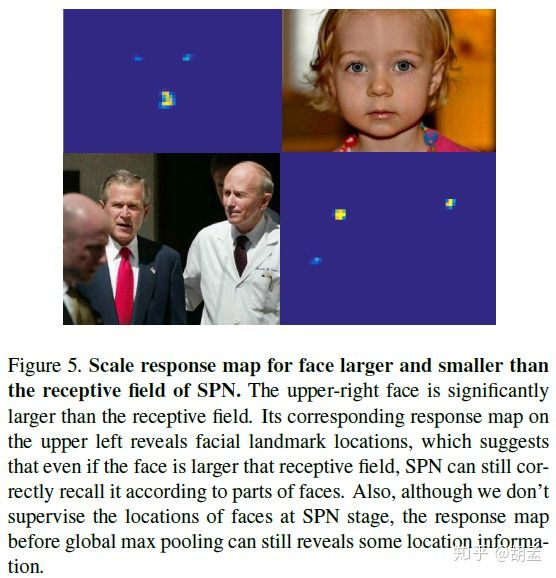 Figure 5. Scale response map for face larger and smaller than
the receptive field of SPN. The upper-right face is significantly
larger than the receptive field. Its corresponding response map on
the upper left reveals facial landmark locations, which suggests
that even if the face is larger that receptive field, SPN can still cor-
rectly recall it according to parts of faces. Also, although we don't
supervise the locations of faces at SPN stage, the response map
before global max pooling can still reveals some location informa-
tion.
知乎 @胡孟